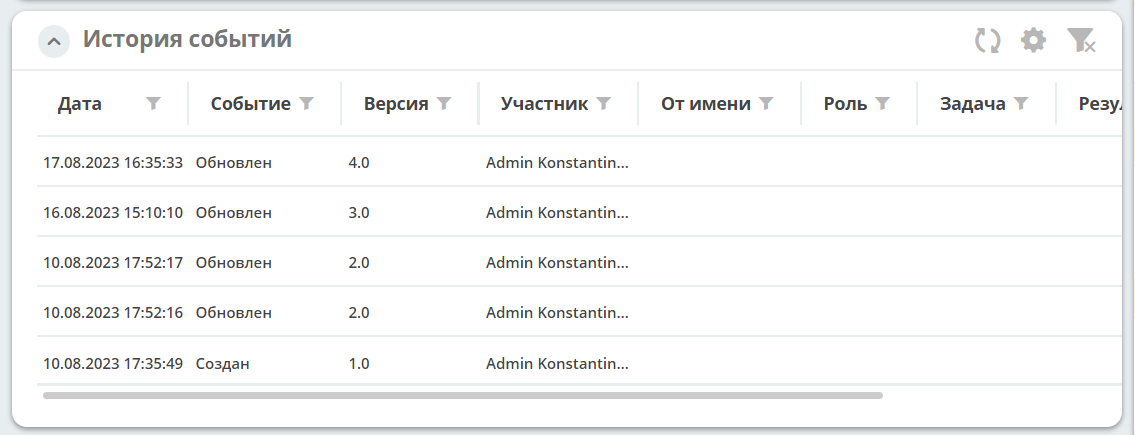 История событий
Дата Событие Версия Участник От имени Роль Задача Резу
17.08.2023 16:35:33 Обновлен 4.0 Admin Konstantin...
16.08.2023 15:10:10 Обновлен 3.0 Admin Konstantin...
10.08.2023 17:52:17 Обновлен 2.0 Admin Konstantin...
10.08.2023 17:52:16 Обновлен 2.0 Admin Konstantin...
10.08.2023 17:35:49 Создан 1.0 Admin Konstantin...